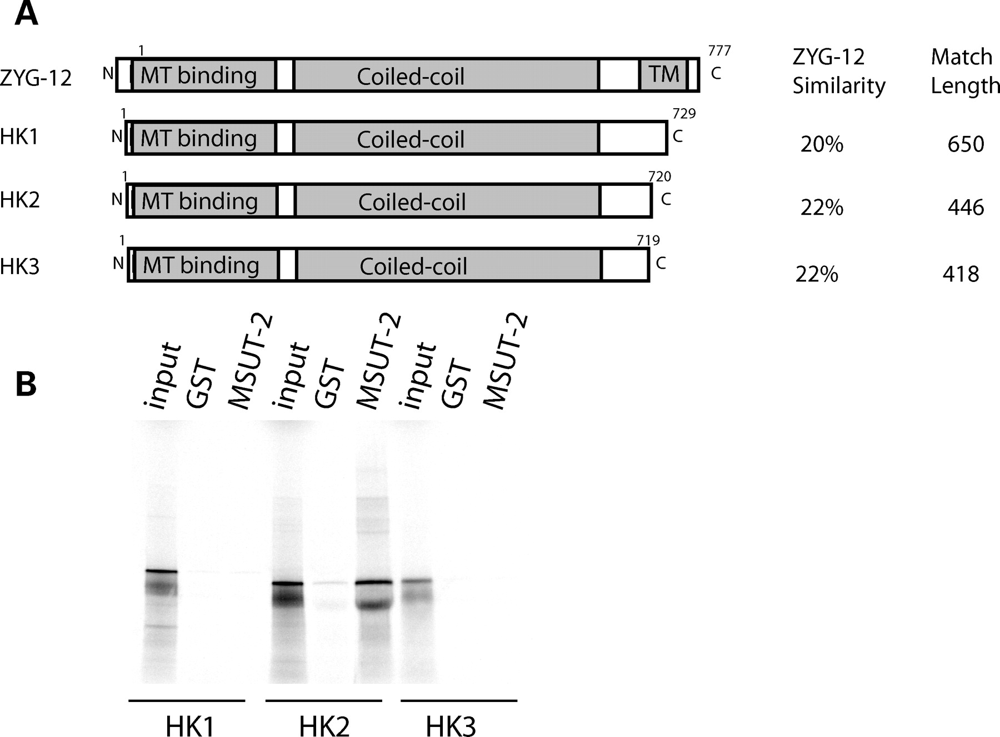 A
1 777
ZYG-12 N MT binding Coiled-coil TM C
ZYG-12 Similarity
Match Length
1 729
HK1 N MT binding Coiled-coil C 20% 650
1 720
HK2 N MT binding Coiled-coil C 22% 446
1 719
HK3 N MT binding Coiled-coil C 22% 418
B
input GST MSUT-2 input GST MSUT-2 input GST MSUT-2
HK1 HK2 HK3